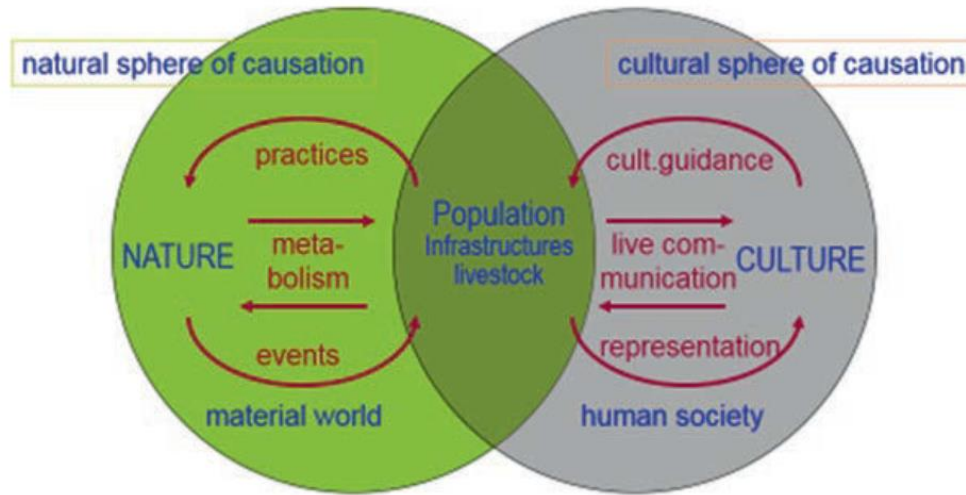 natural sphere of causation
cultural sphere of causation
practices
cult.guidance
Population
Infrastructures
livestock
NATURE
meta-
bolism
live com-
munication
CULTURE
events
representation
material world
human society